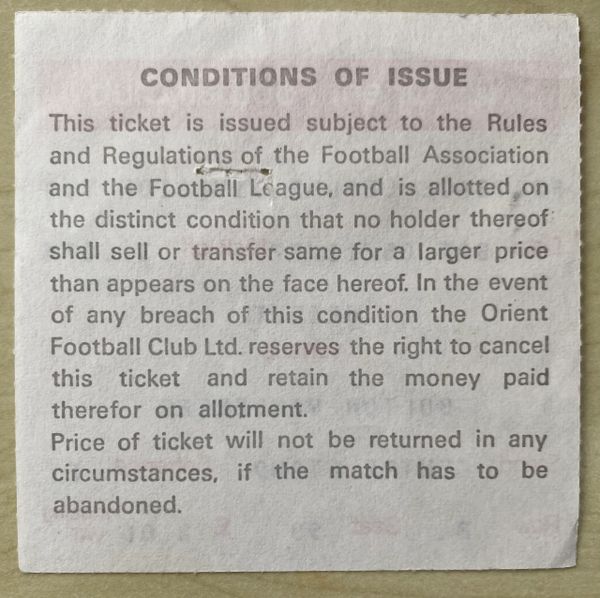 CONDITIONS OF ISSUE
This ticket is issued subject to the Rules
and Regulations of the Football Association
and the Football League, and is allotted on
the distinct condition that no holder thereof
shall sell or transfer same for a larger price
than appears on the face hereof. In the event
of any breach of this condition the Orient
Football Club Ltd. reserves the right to cancel
this ticket and retain the money paid
therefor on allotment.
Price of ticket will not be returned in any
circumstances, if the match has to be
abandoned.